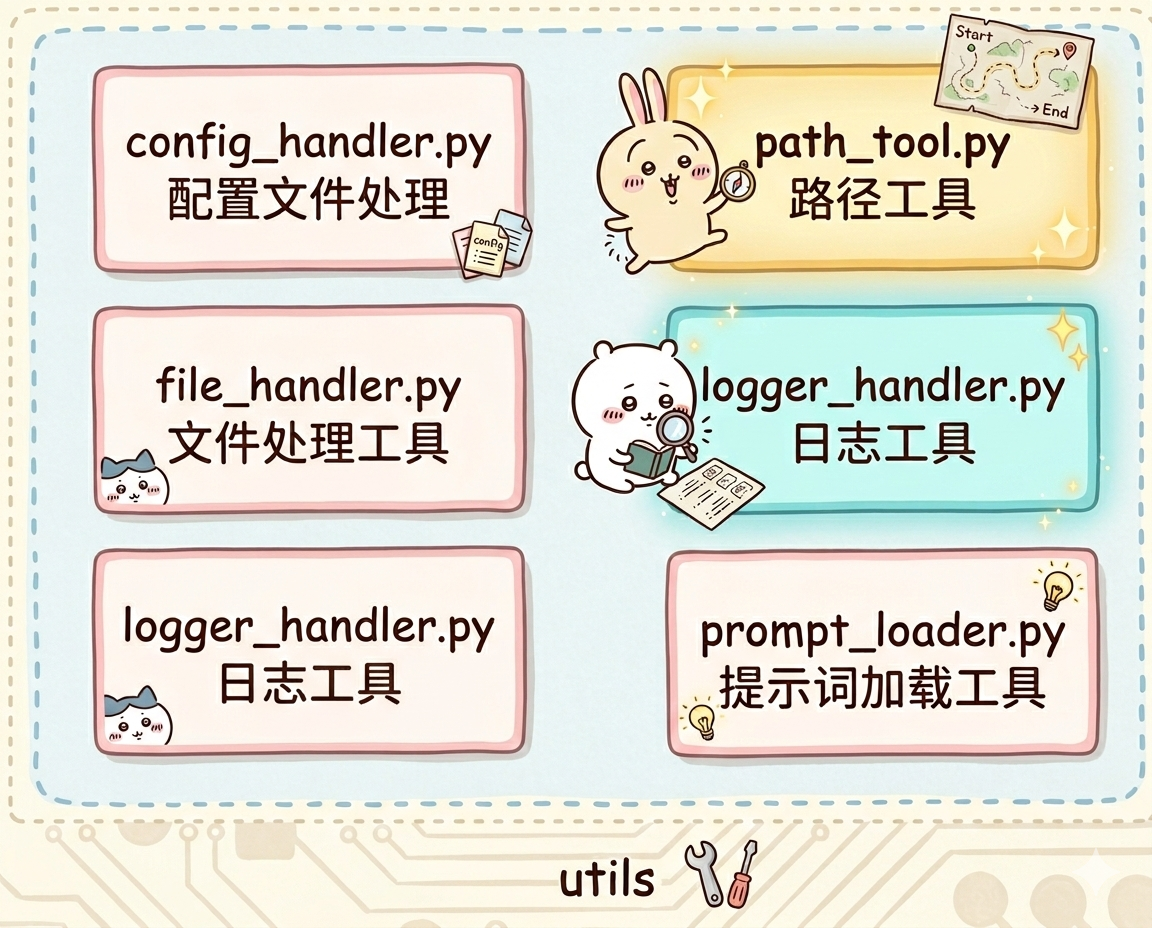 config_handler.py
配置文件处理
config
Start
End
path_tool.py
路径工具
file_handler.py
文件处理工具
logger_handler.py
日志工具
logger_handler.py
日志工具
prompt_loader.py
提示词加载工具
utils